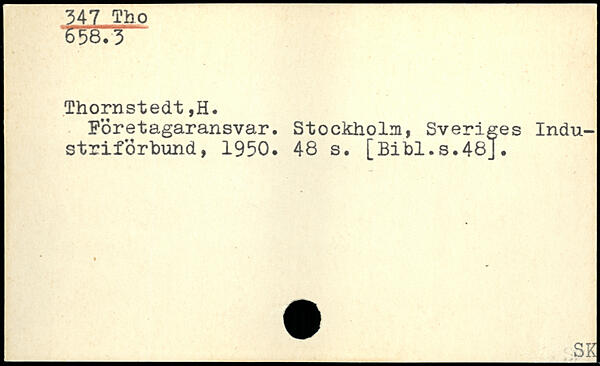 347 Tho
658.3
Thornstedt,H.
Företagaransvar. Stockholm, Sveriges Indu-
striförbund, 1950. 48 s. [Bibl.s.48].
SK